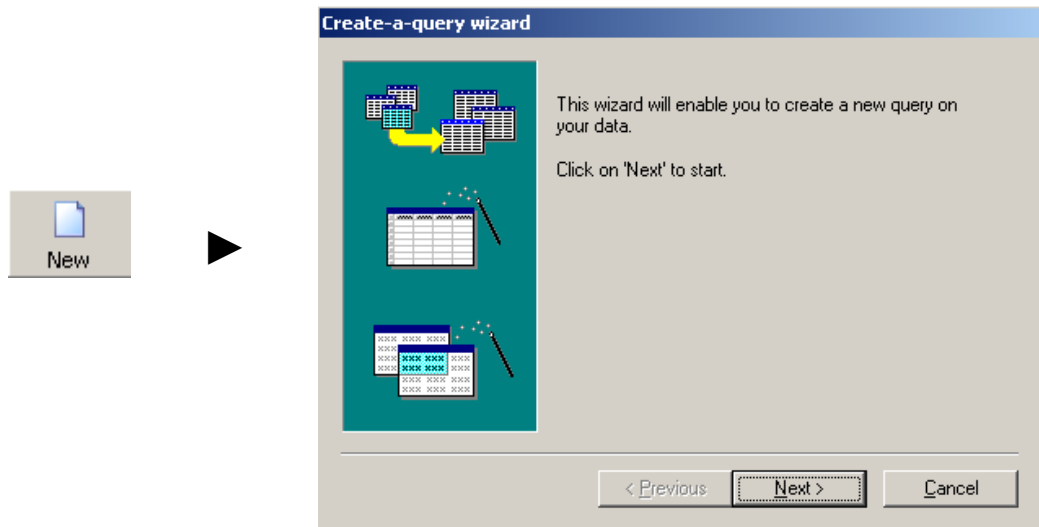 Create-a-query wizard
This wizard will enable you to create a new query on
your data.
Click on 'Next' to start.
New
< Previous
Next >
Cancel